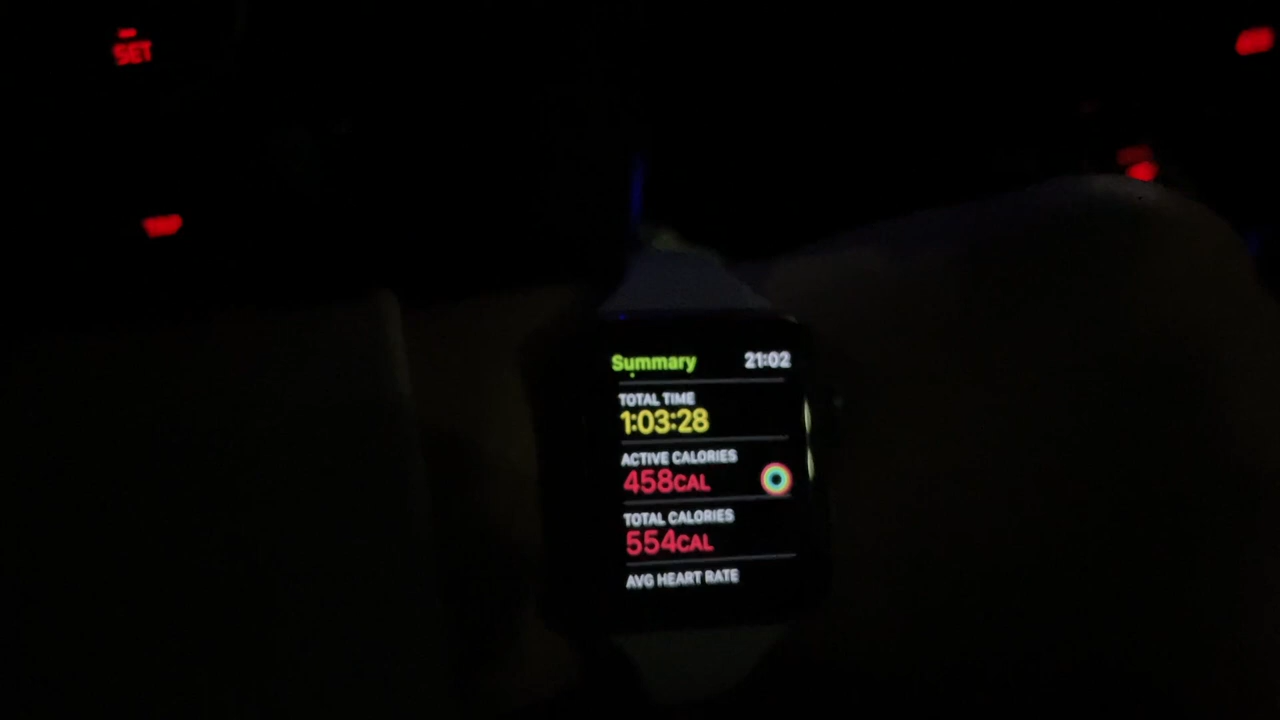 SET
Summary 21:02
TOTAL TIME
1:03:28
ACTIVE CALORIES
458CAL
TOTAL CALORIES
554CAL
AVG HEART RATE